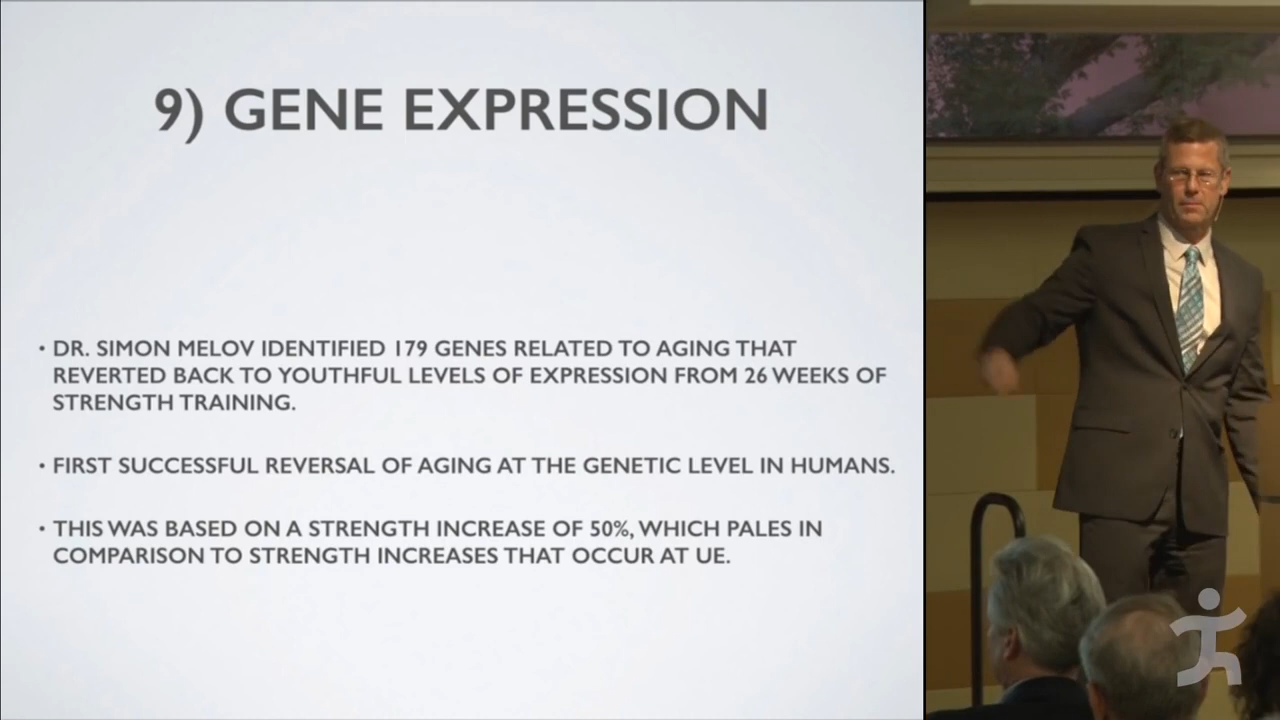 9) GENE EXPRESSION
• DR. SIMON MELOV IDENTIFIED 179 GENES RELATED TO AGING THAT
REVERTED BACK TO YOUTHFUL LEVELS OF EXPRESSION FROM 26 WEEKS OF
STRENGTH TRAINING.
• FIRST SUCCESSFUL REVERSAL OF AGING AT THE GENETIC LEVEL IN HUMANS.
• THIS WAS BASED ON A STRENGTH INCREASE OF 50%, WHICH PALES IN
COMPARISON TO STRENGTH INCREASES THAT OCCUR AT UE.